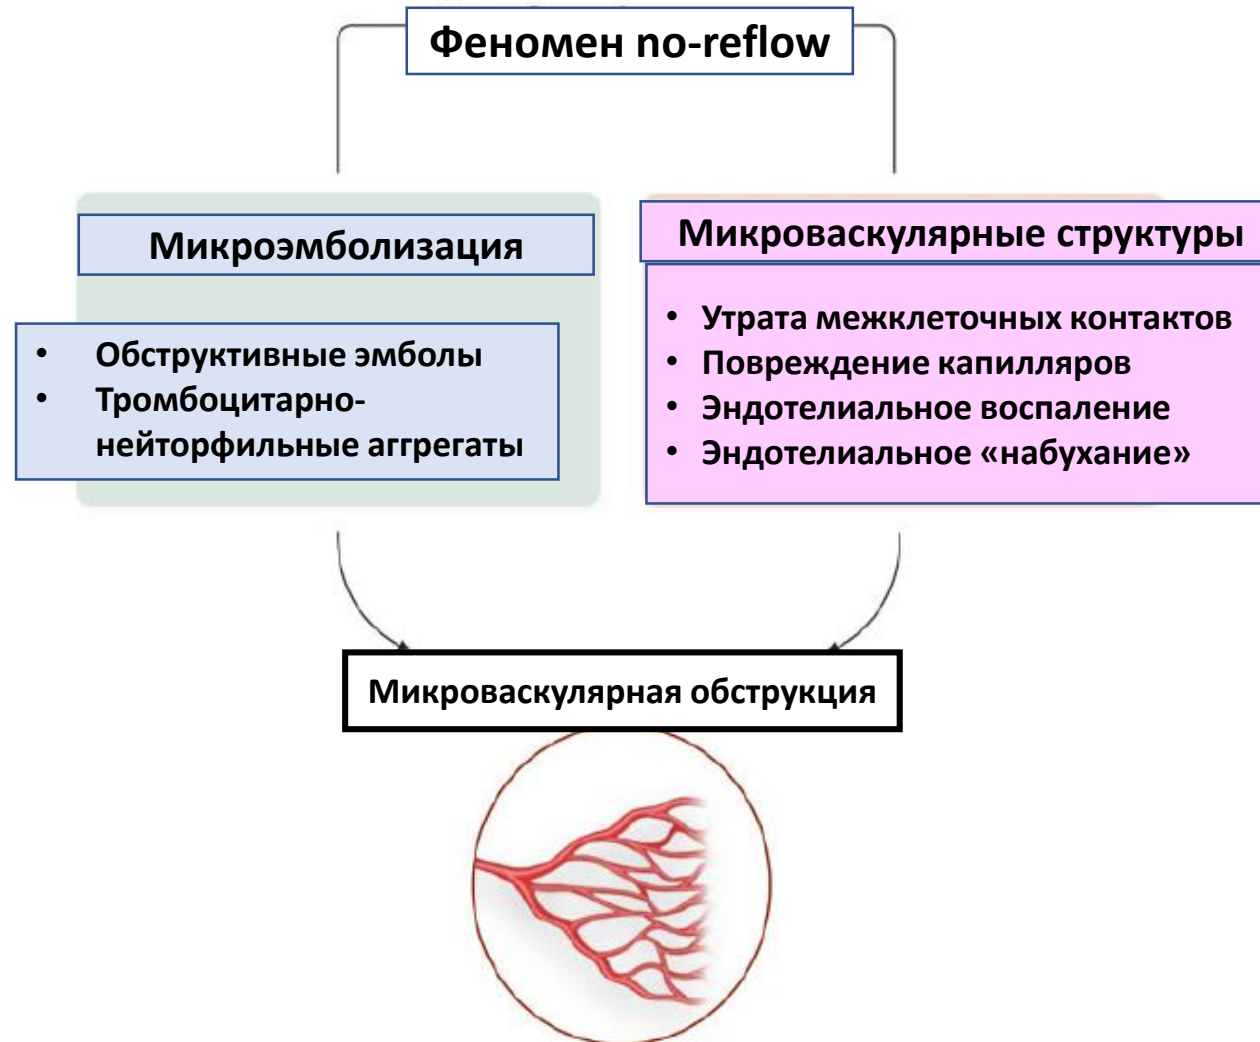 Феномен no-reflow
Микроэмболизация
• Обструктивные эмболы
• Тромбоцитарно-
нейторфильные аггрегаты
Микроваскулярные структуры
• Утрата межклеточных контактов
• Повреждение капилляров
• Эндотелиальное воспаление
• Эндотелиальное «набухание»
Микроваскулярная обструкция